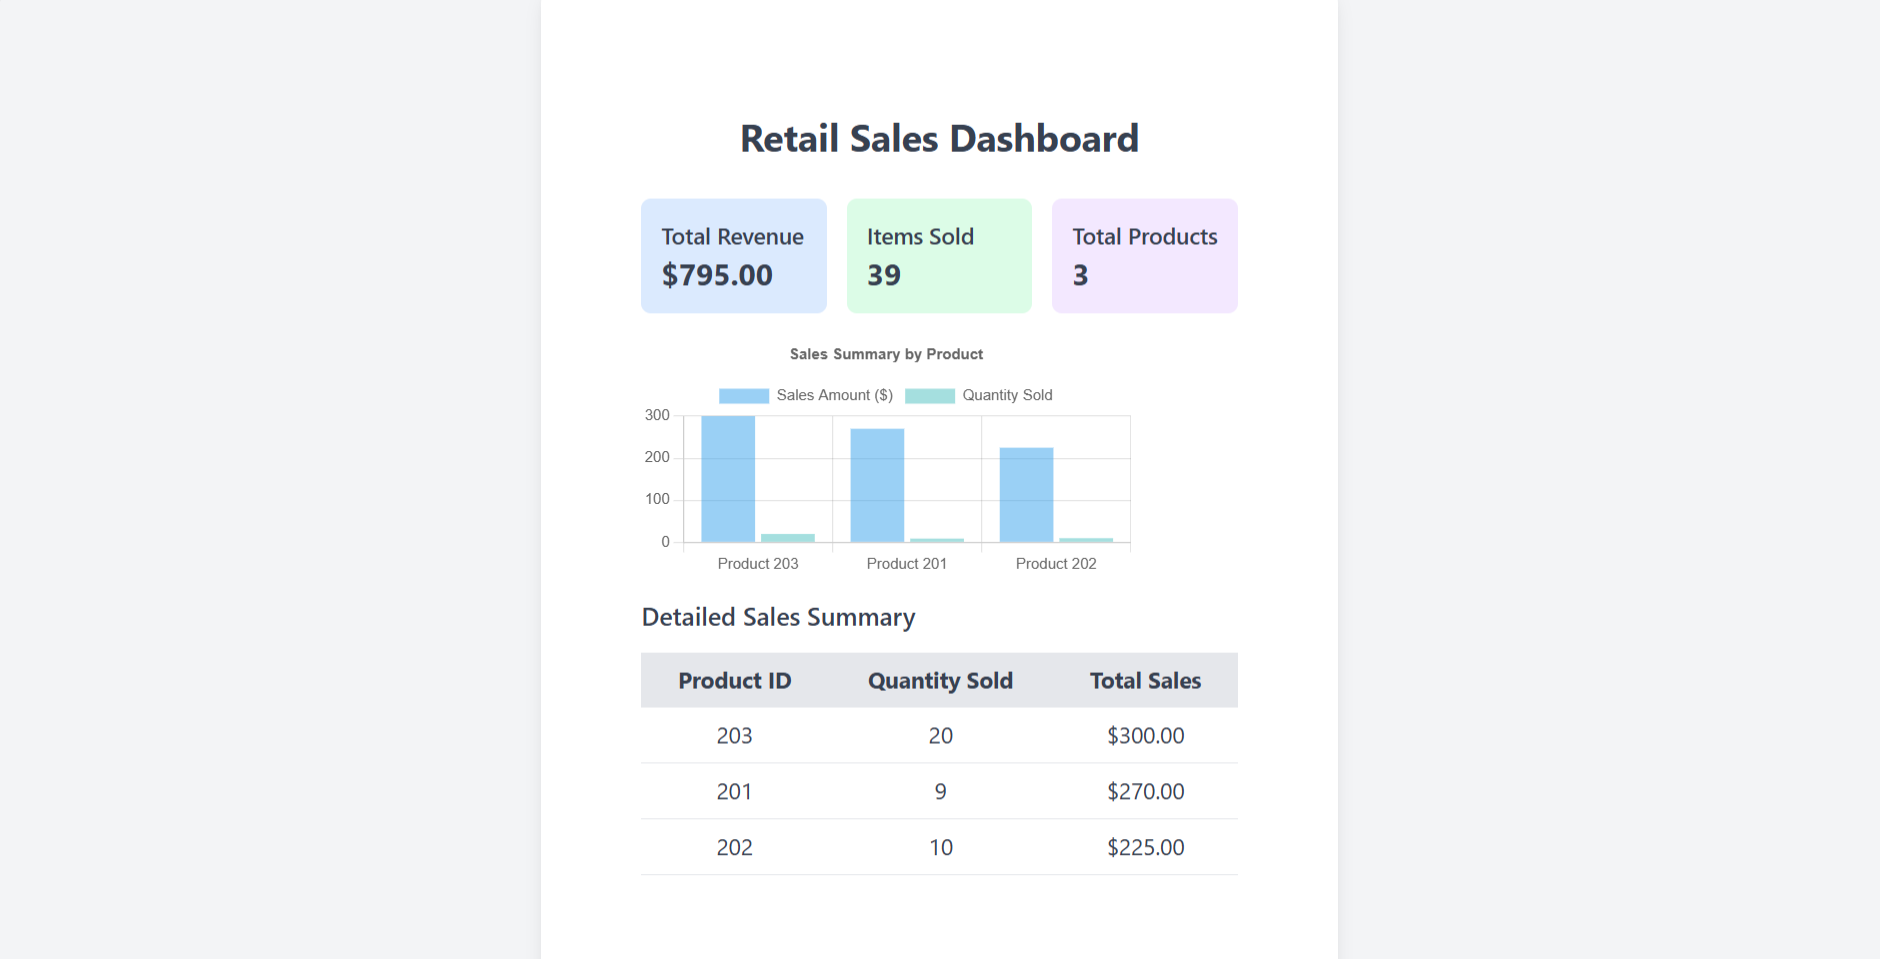 Retail Sales Dashboard
Total Revenue
$795.00
Items Sold
39
Total Products
3
Sales Summary by Product
Sales Amount ($) Quantity Sold
300
200
100
0
Product 203 Product 201 Product 202
Detailed Sales Summary
Product ID Quantity Sold Total Sales
203 20 $300.00
201 9 $270.00
202 10 $225.00